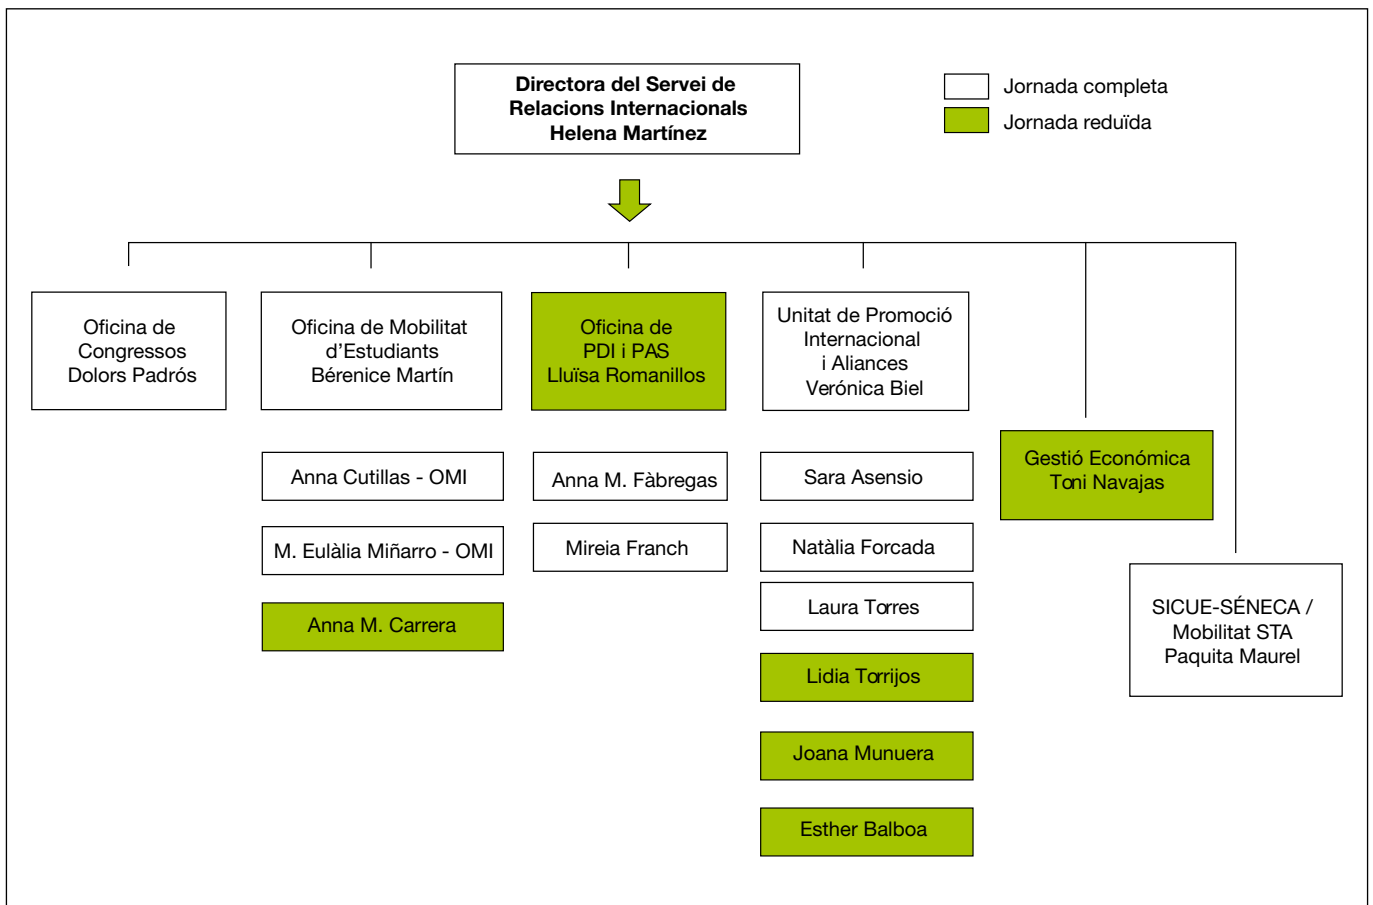 Directora del Servei de
Relacions Internacionals
Helena Martínez
Jornada completa
Jornada reduïda
Oficina de
Congressos
Dolors Padrós
Oficina de Mobilitat
d'Estudiants
Bérenice Martín
Oficina de
PDI i PAS
Lluïsa Romanillos
Unitat de Promoció
Internacional
i Aliances
Verónica Biel
Anna Cutillas - OMI
M. Eulàlia Miñarro - OMI
Anna M. Carrera
Anna M. Fàbregas
Mireia Franch
Sara Asensio
Natàlia Forcada
Laura Torres
Lidia Torrijos
Joana Munuera
Esther Balboa
Gestió Económica
Toni Navajas
SICUE-SÉNECA /
Mobilitat STA
Paquita Maurel